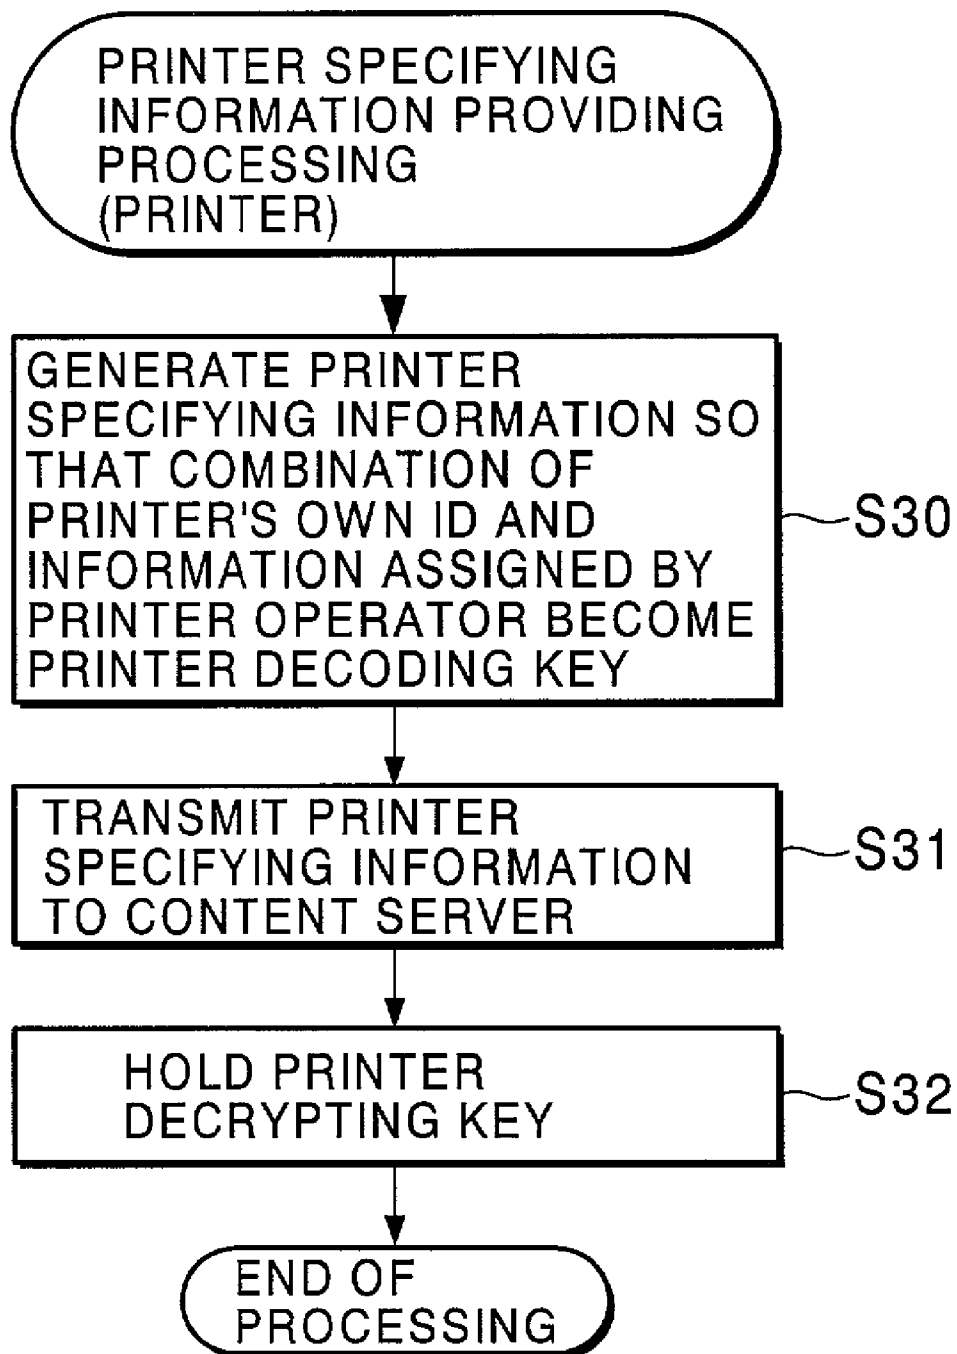 PRINTER SPECIFYING
INFORMATION PROVIDING
PROCESSING
(PRINTER)
GENERATE PRINTER
SPECIFYING INFORMATION SO
THAT COMBINATION OF
PRINTER'S OWN ID AND
INFORMATION ASSIGNED BY
PRINTER OPERATOR BECOME
PRINTER DECODING KEY
S30
TRANSMIT PRINTER
SPECIFYING INFORMATION
TO CONTENT SERVER
S31
HOLD PRINTER
DECRYPTING KEY
S32
END OF
PROCESSING